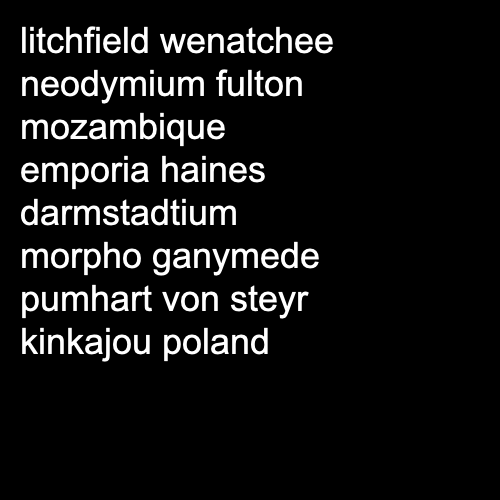 litchfield wenatchee
neodymium fulton
mozambique
emporia haines
darmstadtium
morpho ganymede
pumhart von steyr
kinkajou poland